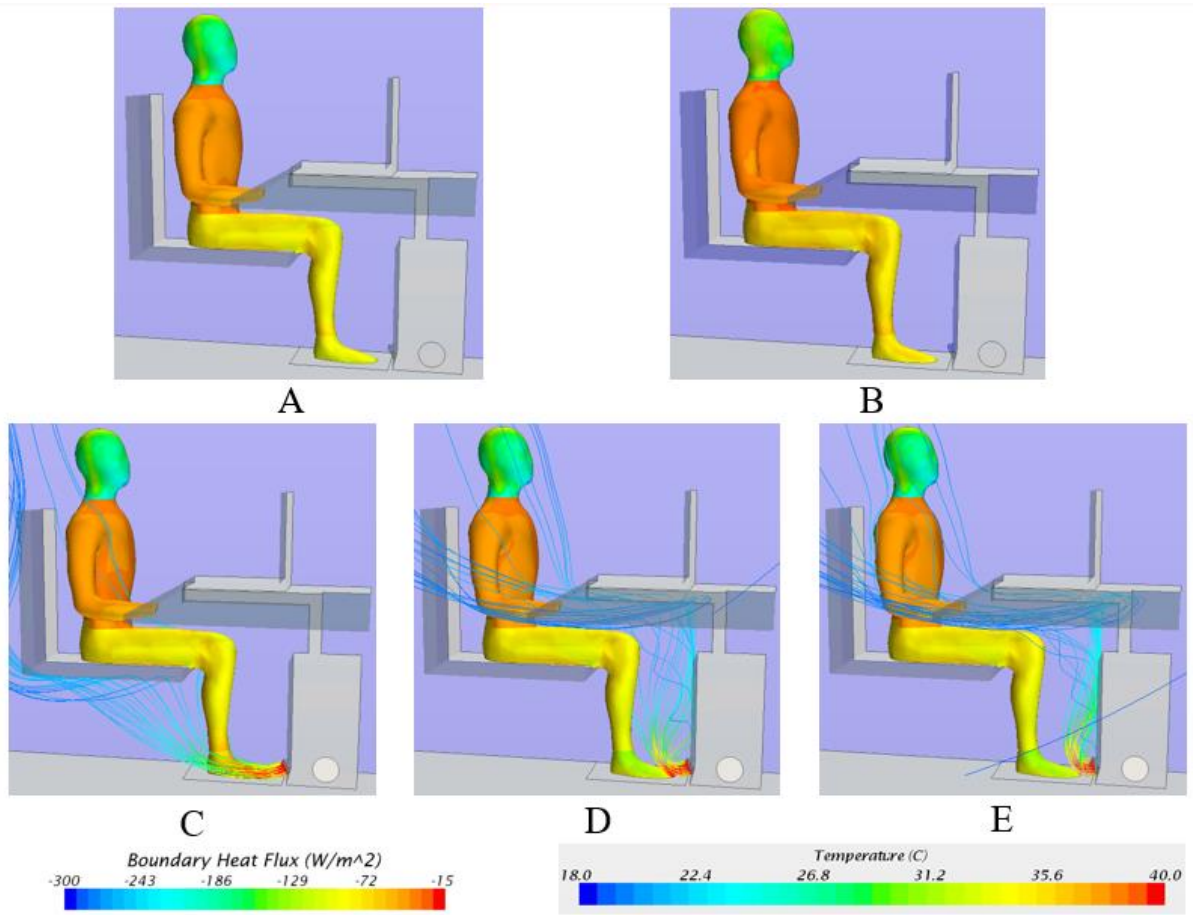 A
B
C
D
E
Boundary Heat Flux (W/m^2)
-300 -243 -186 -129 -72 -15
Temperature (C)
18.0 22.4 26.8 31.2 35.6 40.0